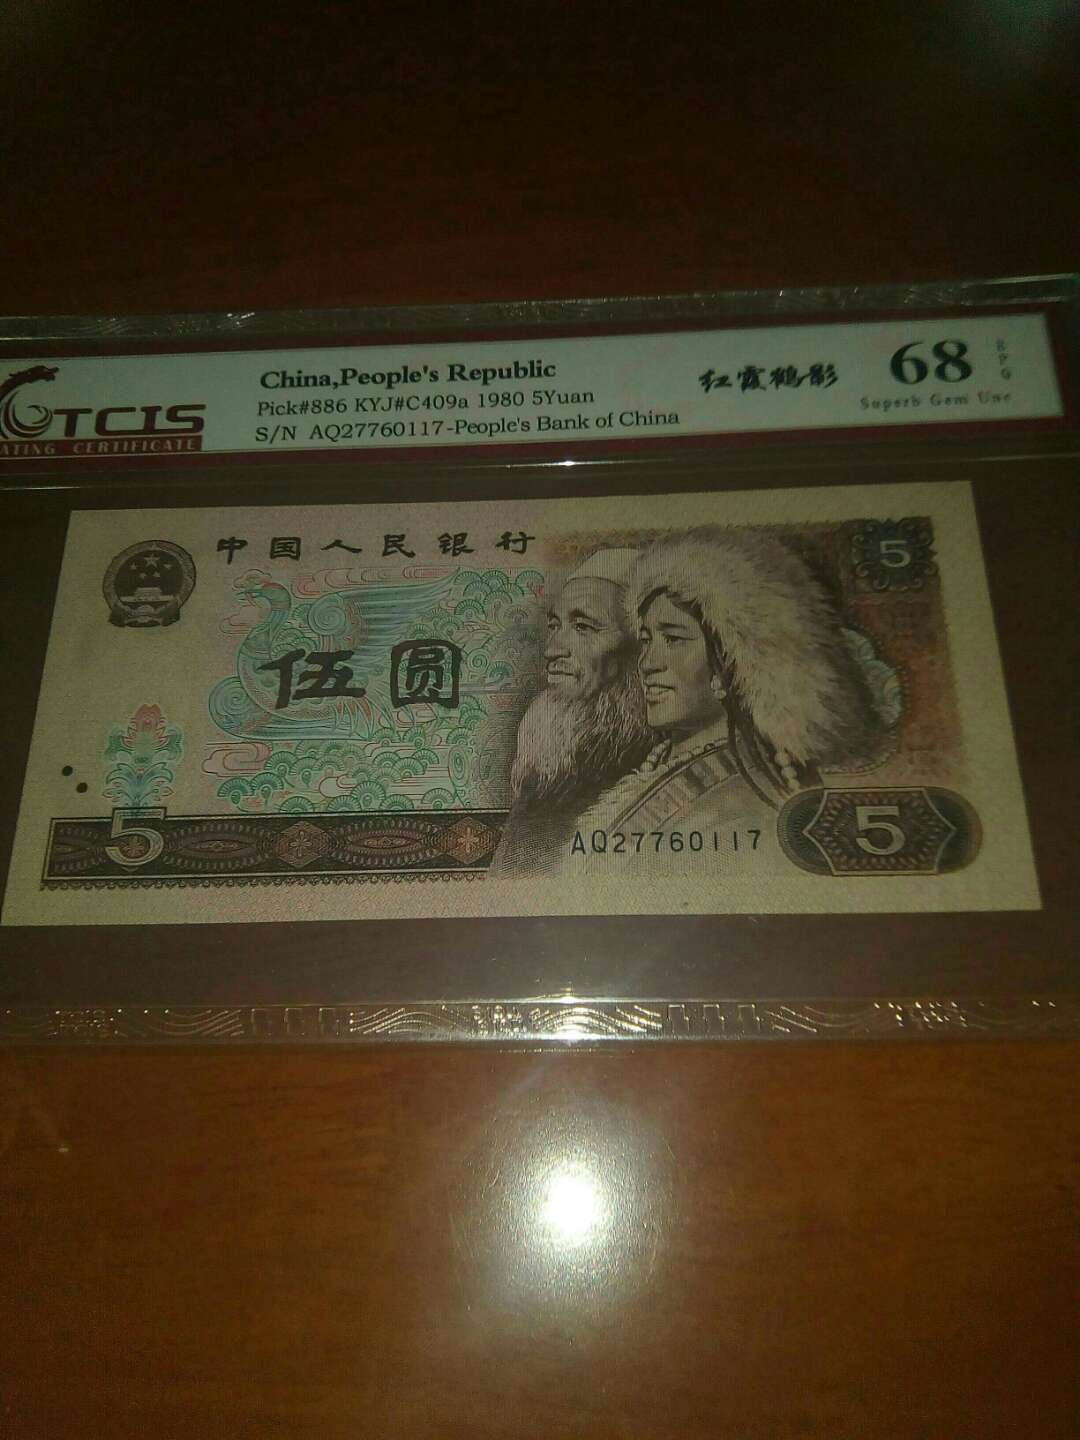 China,People's Republic
Pick#886 KYJ#C409a 1980 5Yuan
S/N AQ27760117-People's Bank of China
红霞鹤影
68
EPQ
Superb Gem Unc
TCIS
ATING CERTIFICATE
中国人民银行
5
伍圆
5
AQ27760117
5